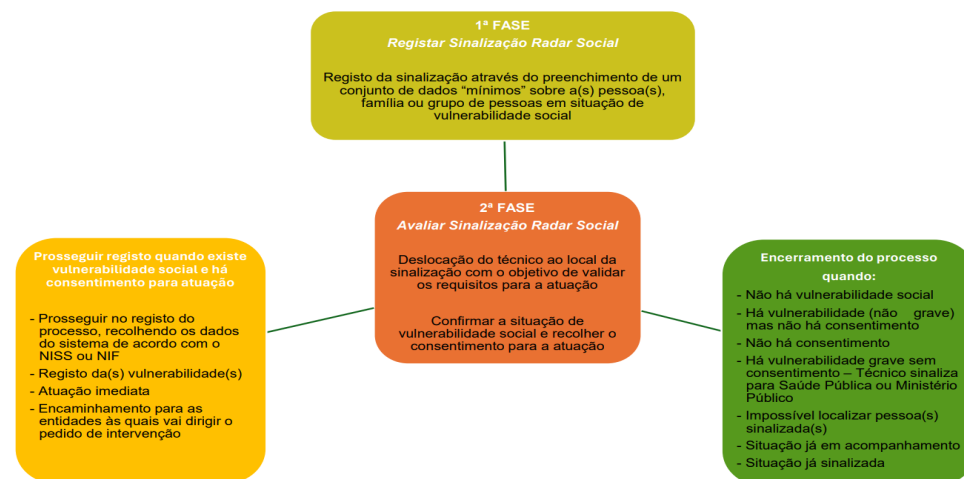 1ª FASE
Registar Sinalização Radar Social
Registo da sinalização através do preenchimento de um
conjunto de dados “mínimos” sobre a(s) pessoa(s),
família ou grupo de pessoas em situação de
vulnerabilidade social
2ª FASE
Avaliar Sinalização Radar Social
Deslocação do técnico ao local da
sinalização com o objetivo de validar
os requisitos para a atuação
Confirmar a situação de
vulnerabilidade social e recolher o
consentimento para a atuação
Prosseguir registo quando existe
vulnerabilidade social e há
consentimento para atuação
- Prosseguir no registo do
processo, recolhendo os dados
do sistema de acordo com o
NISS ou NIF
- Registo da(s) vulnerabilidade(s)
- Atuação imediata
- Encaminhamento para as
entidades às quais vai dirigir o
pedido de intervenção
Encerramento do processo
quando:
- Não há vulnerabilidade social
- Há vulnerabilidade (não grave)
mas não há consentimento
- Não há consentimento
- Há vulnerabilidade grave sem
consentimento – Técnico sinaliza
para Saúde Pública ou Ministério
Público
- Impossível localizar pessoa(s)
sinalizada(s)
- Situação já em acompanhamento
- Situação já sinalizada